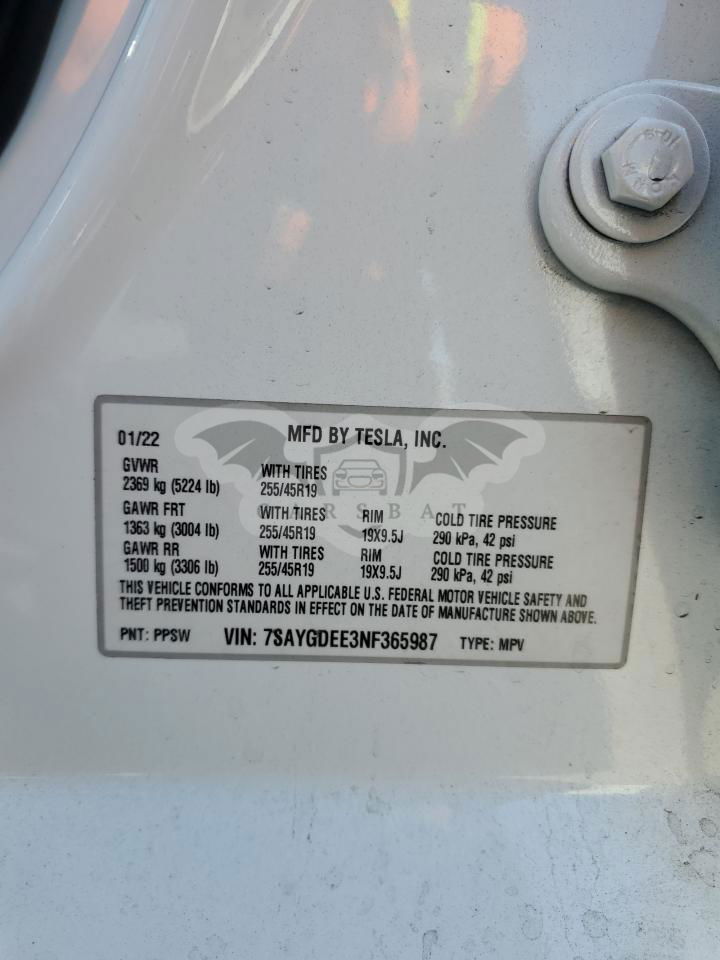 01/22 MFD BY TESLA, INC.
GVWR WITH TIRES
2369 kg (5224 lb) 255/45R19
GAWR FRT WITH TIRES RIM COLD TIRE PRESSURE
1363 kg (3004 lb) 255/45R19 19X9.5J 290 kPa, 42 psi
GAWR RR WITH TIRES RIM COLD TIRE PRESSURE
1500 kg (3306 lb) 255/45R19 19X9.5J 290 kPa, 42 psi
THIS VEHICLE CONFORMS TO ALL APPLICABLE U.S. FEDERAL MOTOR VEHICLE SAFETY AND
THEFT PREVENTION STANDARDS IN EFFECT ON THE DATE OF MANUFACTURE SHOWN ABOVE.
PNT: PPSW VIN: 7SAYGDEE3NF365987 TYPE: MPV
CARSBAT